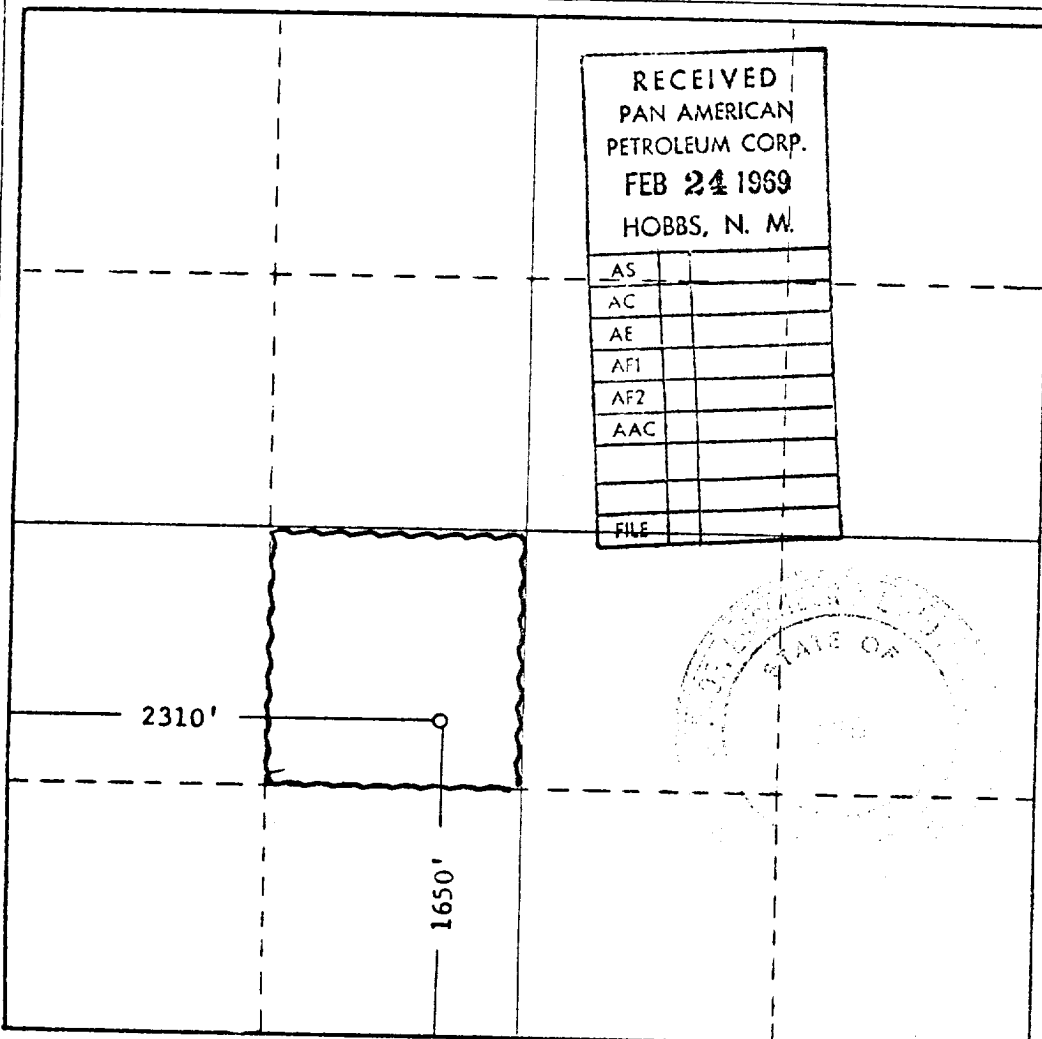 RECEIVED
PAN AMERICAN
PETROLEUM CORP.
FEB 24 1969
HOBBS, N. M.
AS
AC
AE
AF1
AF2
AAC
FILE
STATE OF
2310'
1650'